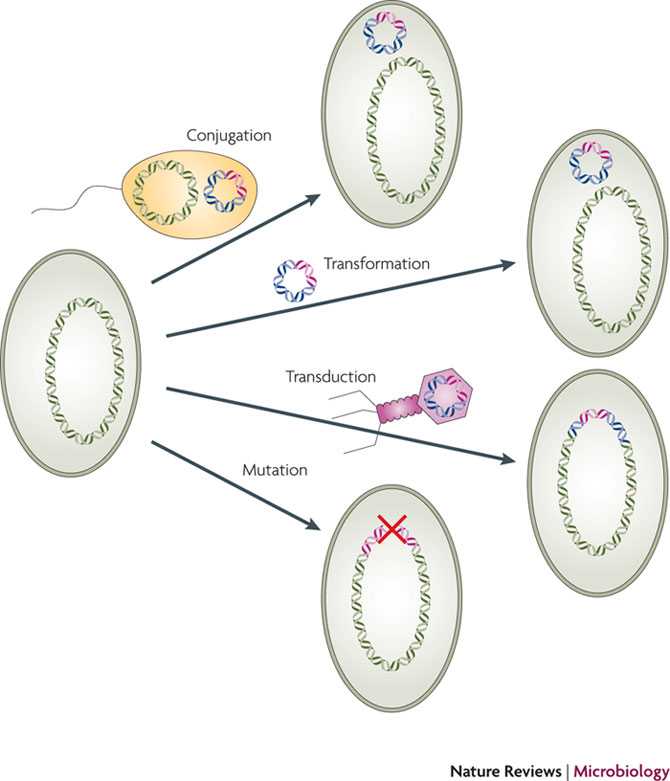 Conjugation
Transformation
Transduction
Mutation
Nature Reviews | Microbiology